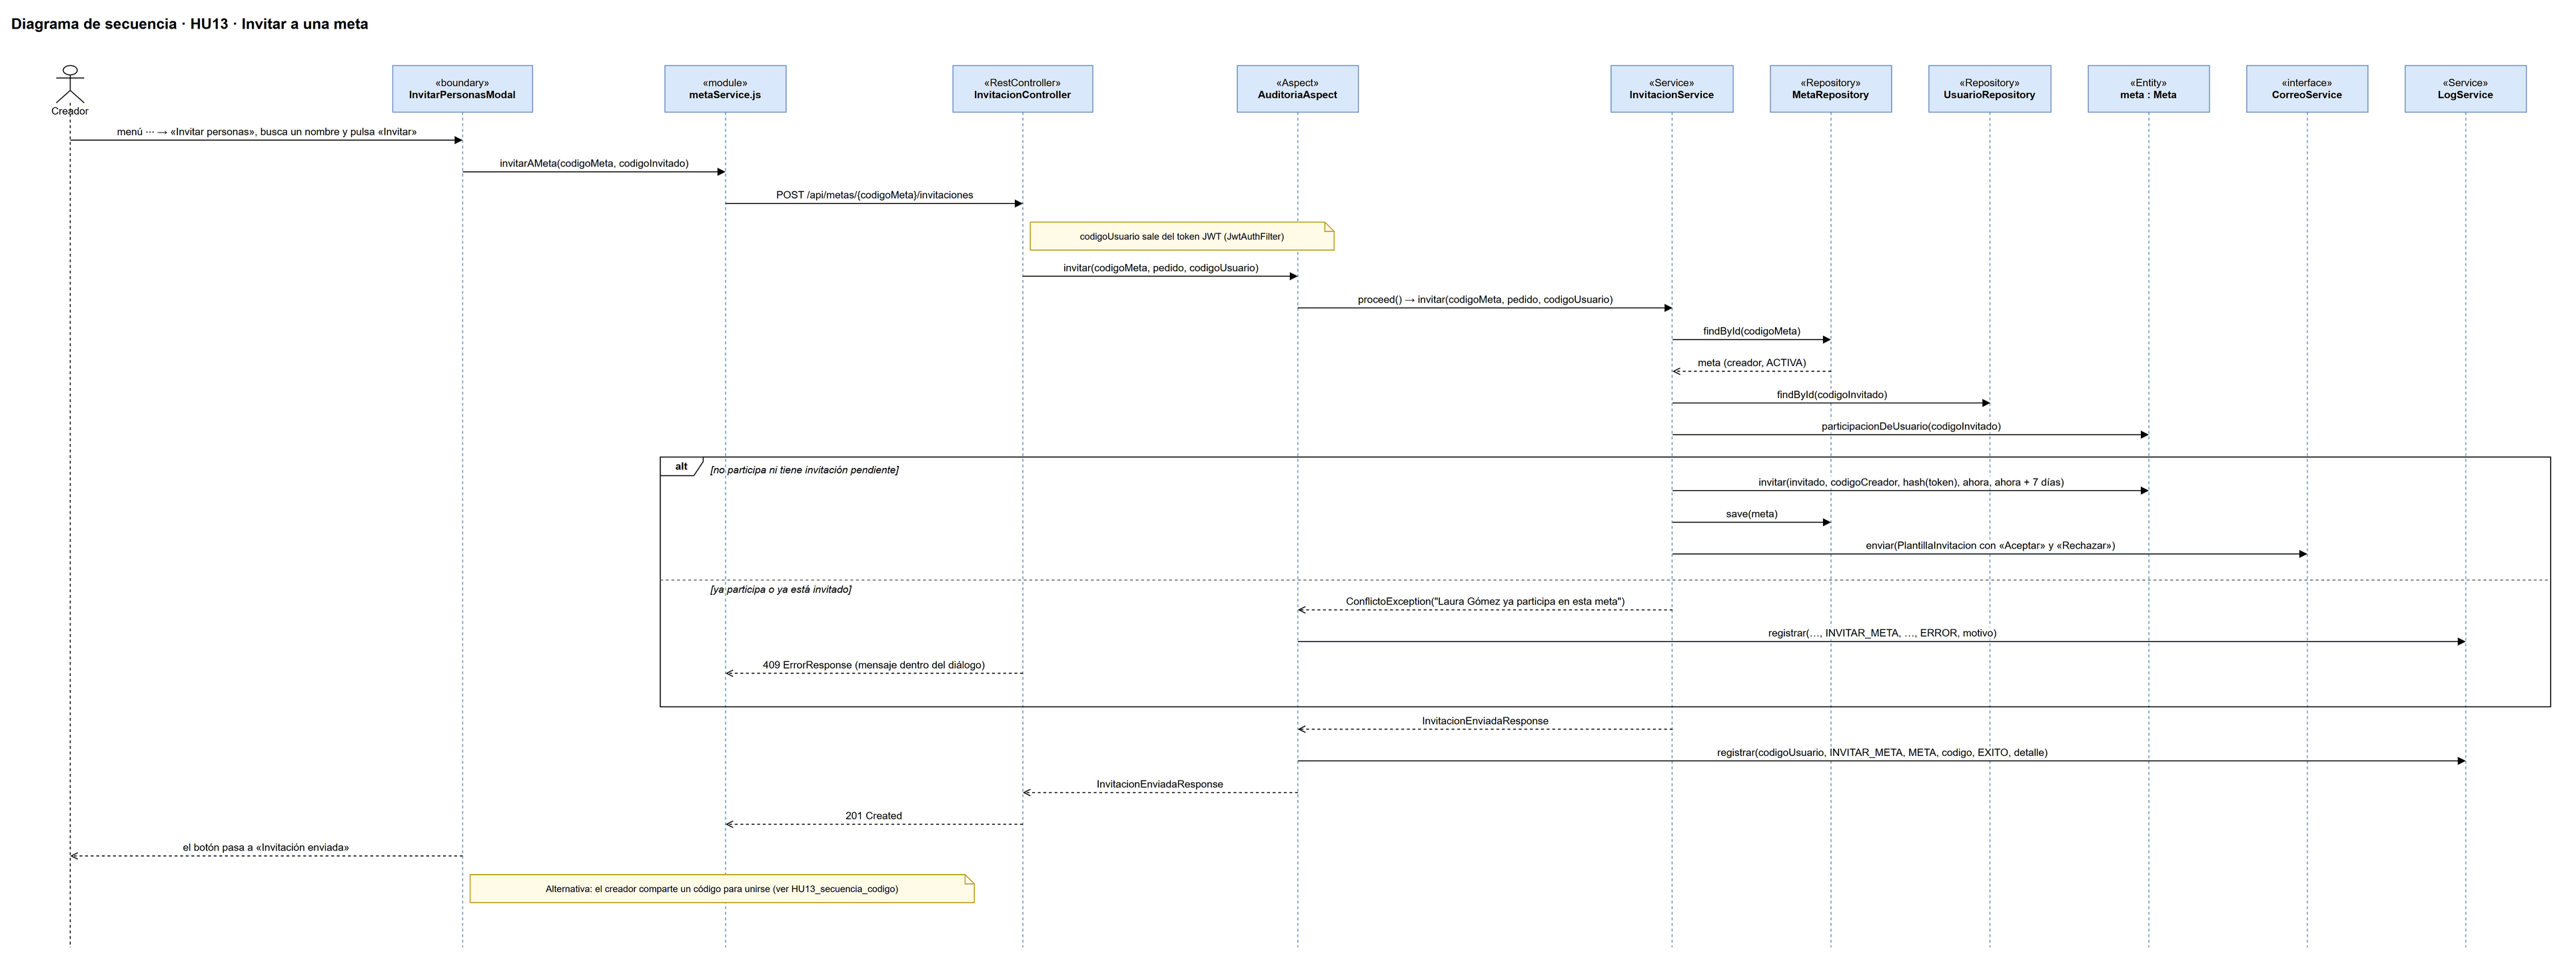 Diagrama de secuencia · HU13 · Invitar a una meta
Creador
«boundary»
InvitarPersonasModal
«module»
metaService.js
«RestController»
InvitacionController
«Aspect»
AuditoriaAspect
«Service»
InvitacionService
«Repository»
MetaRepository
«Repository»
UsuarioRepository
«Entity»
meta : Meta
«interface»
CorreoService
«Service»
LogService
menú ··· → «Invitar personas», busca un nombre y pulsa «Invitar»
invitarAMeta(codigoMeta, codigoInvitado)
POST /api/metas/{codigoMeta}/invitaciones
codigoUsuario sale del token JWT (JwtAuthFilter)
invitar(codigoMeta, pedido, codigoUsuario)
proceed() → invitar(codigoMeta, pedido, codigoUsuario)
findById(codigoMeta)
meta (creador, ACTIVA)
findById(codigoInvitado)
participacionDeUsuario(codigoInvitado)
alt
[no participa ni tiene invitación pendiente]
invitar(invitado, codigoCreador, hash(token), ahora, ahora + 7 días)
save(meta)
enviar(PlantillaInvitacion con «Aceptar» y «Rechazar»)
[ya participa o ya está invitado]
ConflictoException("Laura Gómez ya participa en esta meta")
registrar(…, INVITAR_META, …, ERROR, motivo)
409 ErrorResponse (mensaje dentro del diálogo)
InvitacionEnviadaResponse
registrar(codigoUsuario, INVITAR_META, META, codigo, EXITO, detalle)
InvitacionEnviadaResponse
201 Created
el botón pasa a «Invitación enviada»
Alternativa: el creador comparte un código para unirse (ver HU13_secuencia_codigo)